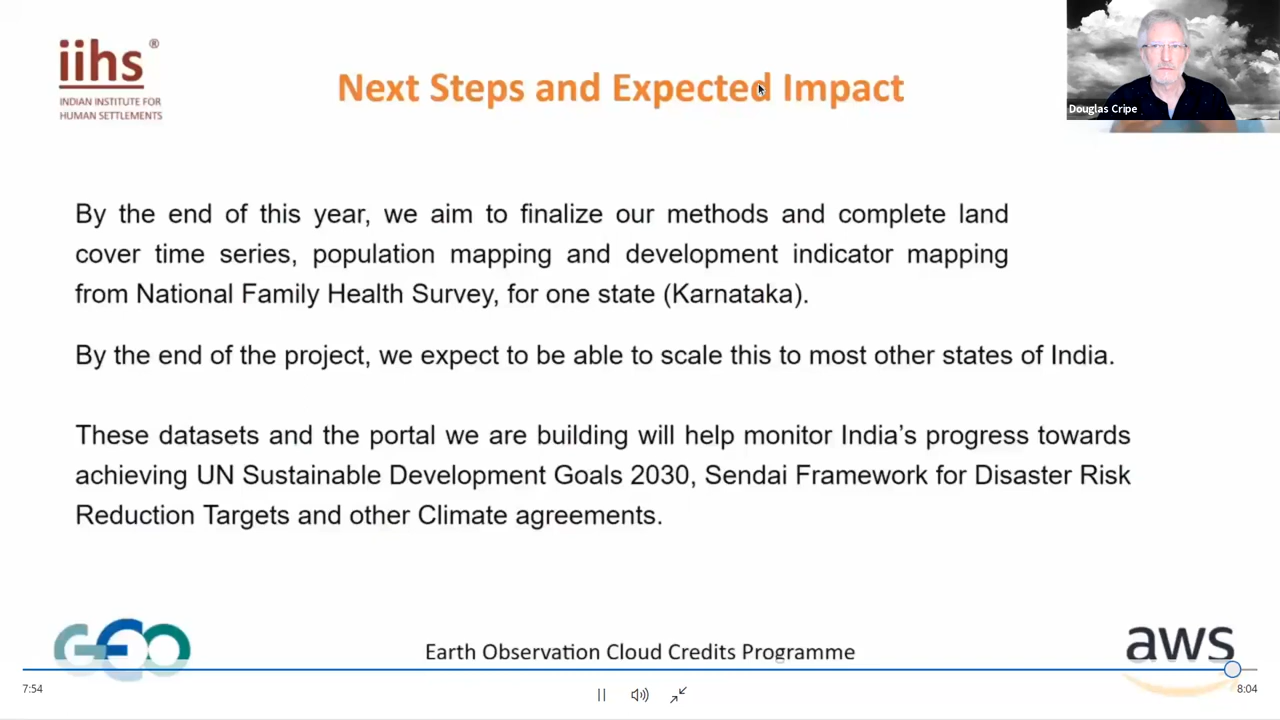 iihs®
INDIAN INSTITUTE FOR
HUMAN SETTLEMENTS
Next Steps and Expected Impact
Douglas Cripe
By the end of this year, we aim to finalize our methods and complete land
cover time series, population mapping and development indicator mapping
from National Family Health Survey, for one state (Karnataka).
By the end of the project, we expect to be able to scale this to most other states of India.
These datasets and the portal we are building will help monitor India’s progress towards
achieving UN Sustainable Development Goals 2030, Sendai Framework for Disaster Risk
Reduction Targets and other Climate agreements.
GEO
Earth Observation Cloud Credits Programme
aws
7:54
8:04